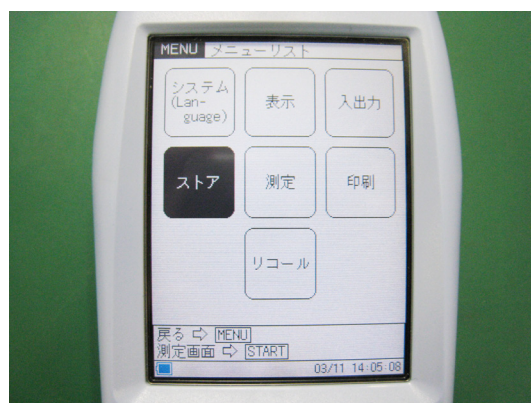 MENU メニューリスト
システム
(Lan-
guage)
表示
入出力
ストア
測定
印刷
リコール
戻る ⇨ MENU
測定画面 ⇨ START
03/11 14:05:08